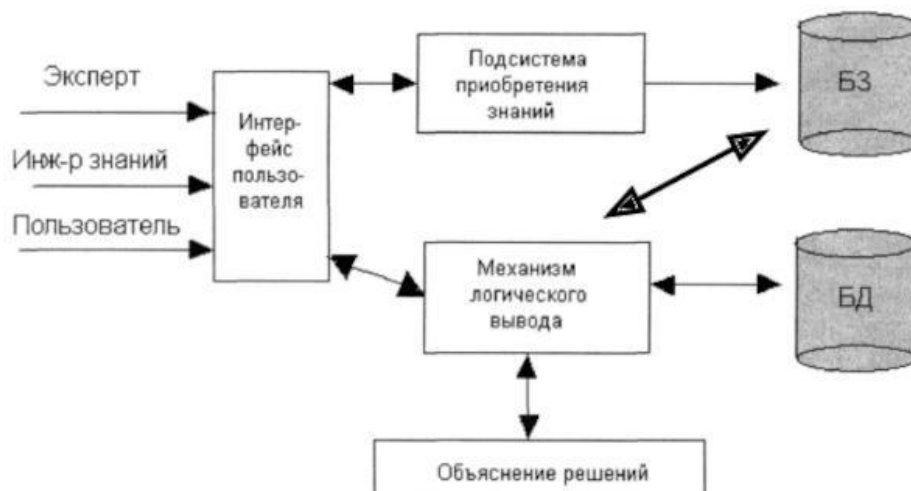 Эксперт
Инж-р знаний
Пользователь
Интер-
фейс
пользо-
вателя
Подсистема
приобретения
знаний
БЗ
Механизм
логического
вывода
БД
Объяснение решений